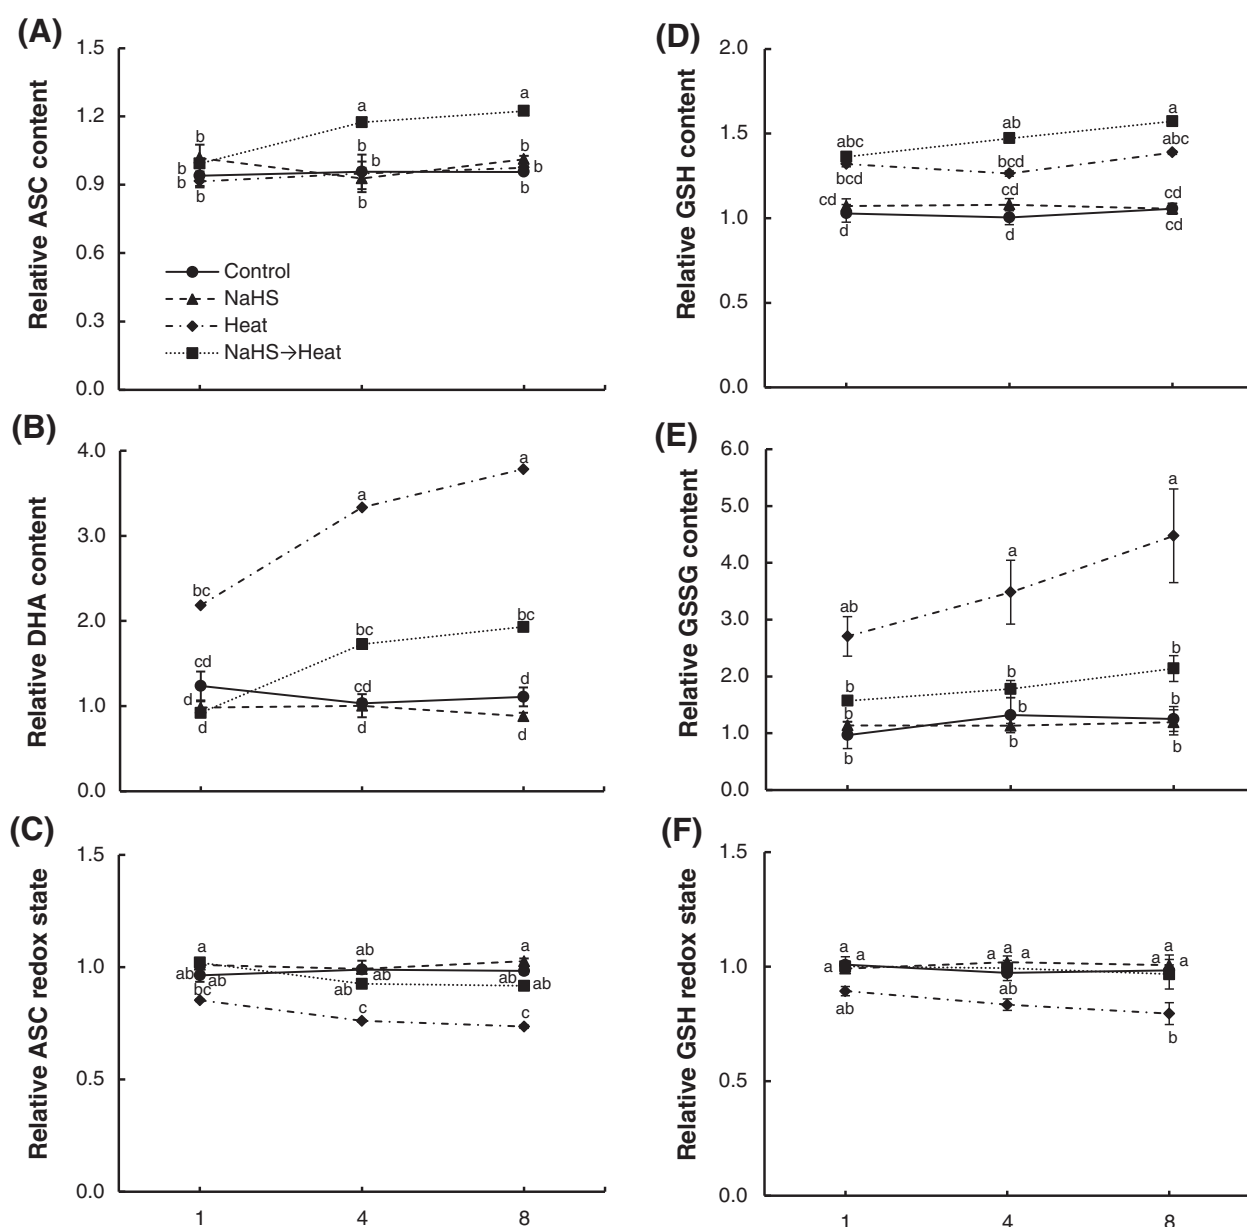 (A)
Relative ASC content
1.5
1.2
0.9
0.6
0.3
0.0
b
b
b
b
a
b
b
b
a
b
b
b
Control
NaHS
Heat
NaHS→Heat
(B)
Relative DHA content
4.0
3.0
2.0
1.0
0.0
bc
cd
d
d
a
bc
cd
d
a
bc
d
d
(C)
Relative ASC redox state
1.5
1.0
0.5
0.0
a
ab
ab
bc
ab
ab
ab
c
a
ab
ab
c
1
4
8
(D)
Relative GSH content
2.0
1.5
1.0
0.5
0.0
abc
bcd
cd
d
ab
bcd
cd
d
a
abc
cd
cd
(E)
Relative GSSG content
6.0
5.0
4.0
3.0
2.0
1.0
0.0
ab
b
b
b
a
b
b
b
a
b
b
b
(F)
Relative GSH redox state
1.5
1.0
0.5
0.0
a
a
a
ab
a
a
a
ab
a
a
a
b
1
4
8